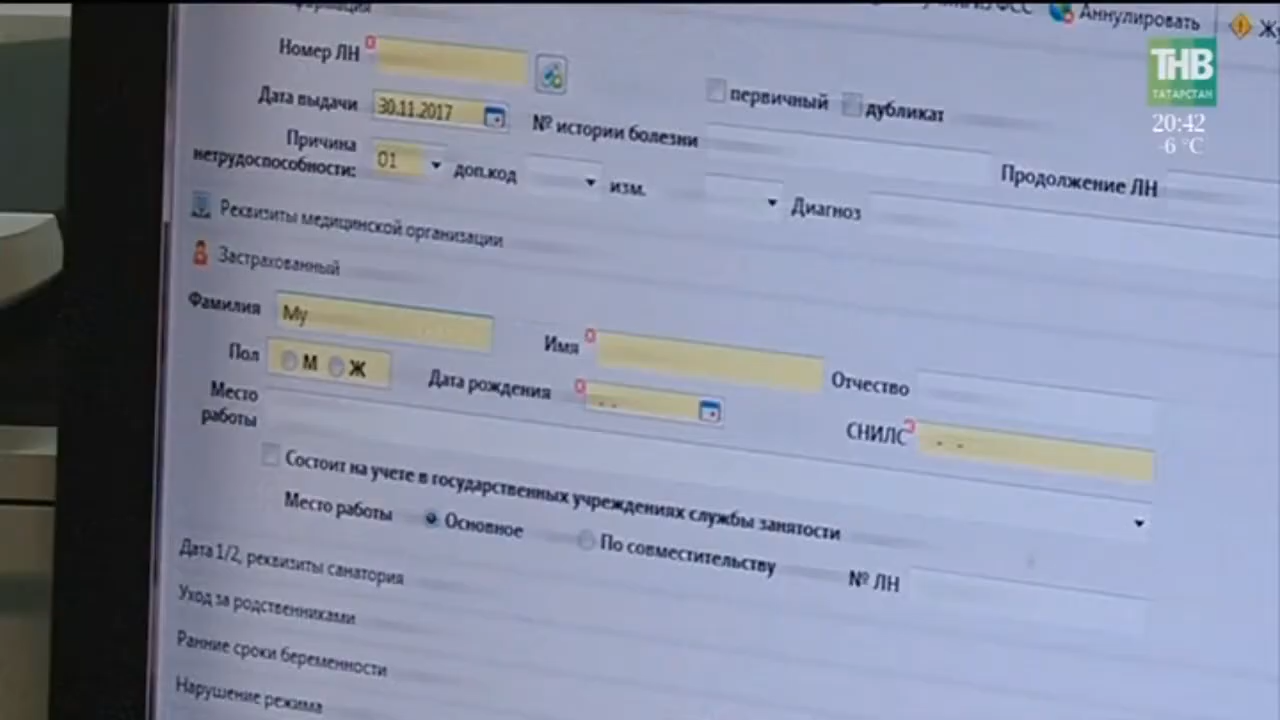 ФСС Аннулировать
ТНВ
ТАТАРСТАН
20:42
-6 °C
Номер ЛН
Дата выдачи 30.11.2017 № истории болезни первичный дубликат
Причина
нетрудоспособности: 01 доп.код изм. Диагноз Продолжение ЛН
Реквизиты медицинской организации
Застрахованный
Фамилия Му Имя Отчество
Пол М Ж Дата рождения СНИЛС
Место
работы
Состоит на учете в государственных учреждениях службы занятости
Место работы Основное По совместительству № ЛН
Дата 1/2, реквизиты санатория
Уход за родственниками
Ранние сроки беременности
Нарушение режима